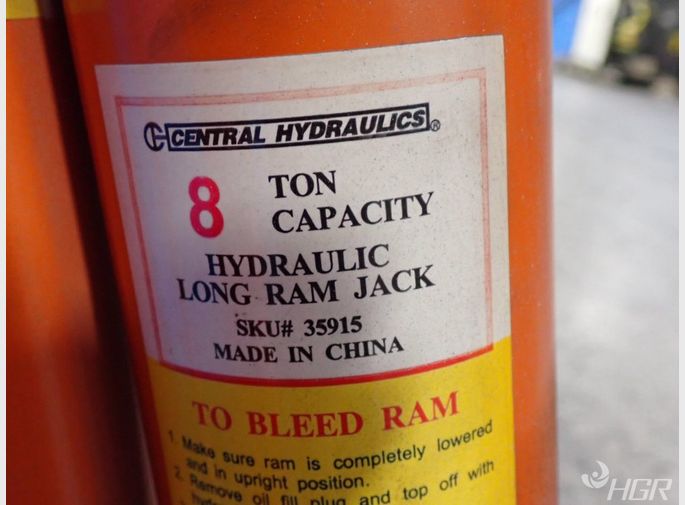 CENTRAL HYDRAULICS®
8 TON
CAPACITY
HYDRAULIC
LONG RAM JACK
SKU# 35915
MADE IN CHINA
TO BLEED RAM
1. Make sure ram is completely lowered
and in upright position.
2. Remove oil fill plug and top off with
HGR